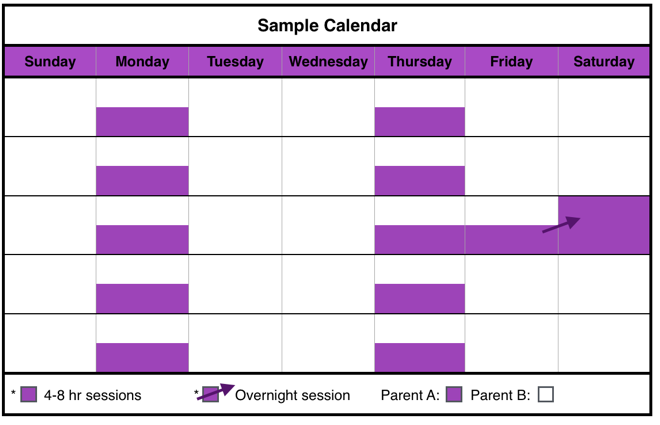 Sample Calendar
Sunday Monday Tuesday Wednesday Thursday Friday Saturday
* 4-8 hr sessions * Overnight session Parent A: Parent B: